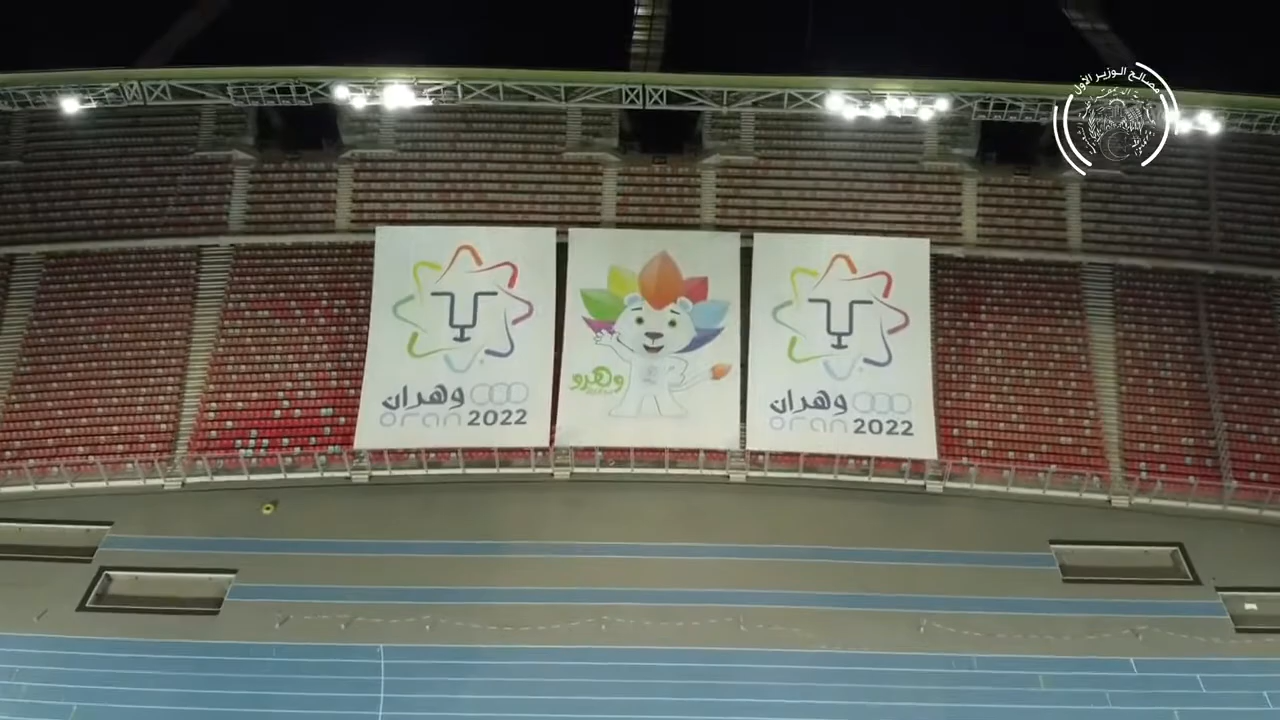 مصالح الوزير الأول
وهران
oran 2022
وهرو
وهران
oran 2022